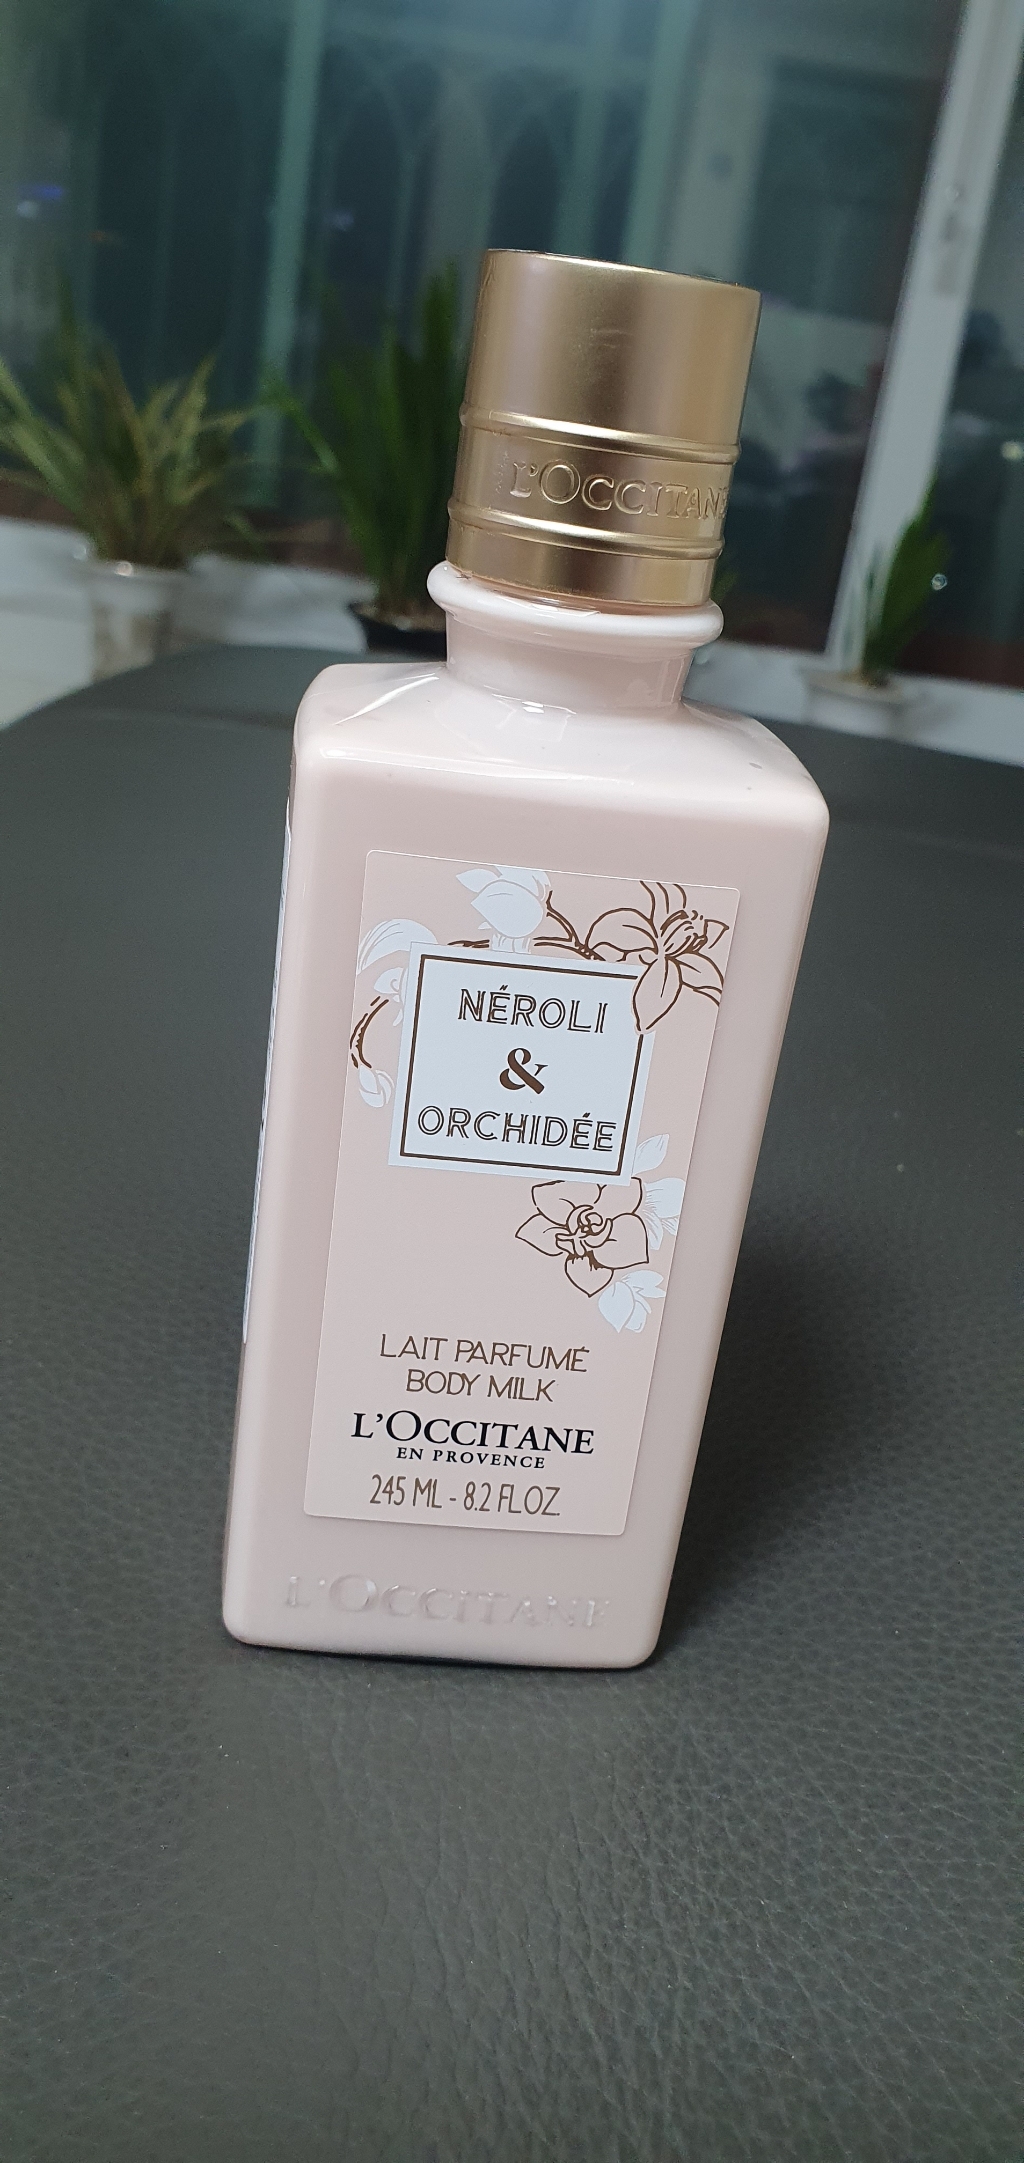 L'OCCITANE
NÉROLI
&
ORCHIDÉE
LAIT PARFUMÉ
BODY MILK
L'OCCITANE
EN PROVENCE
245 ML - 8.2 FL.OZ.
L'OCCITANE